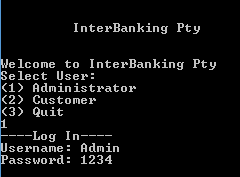 InterBanking Pty
Welcome to InterBanking Pty
Select User:
(1) Administrator
(2) Customer
(3) Quit
1
----Log In----
Username: Admin
Password: 1234